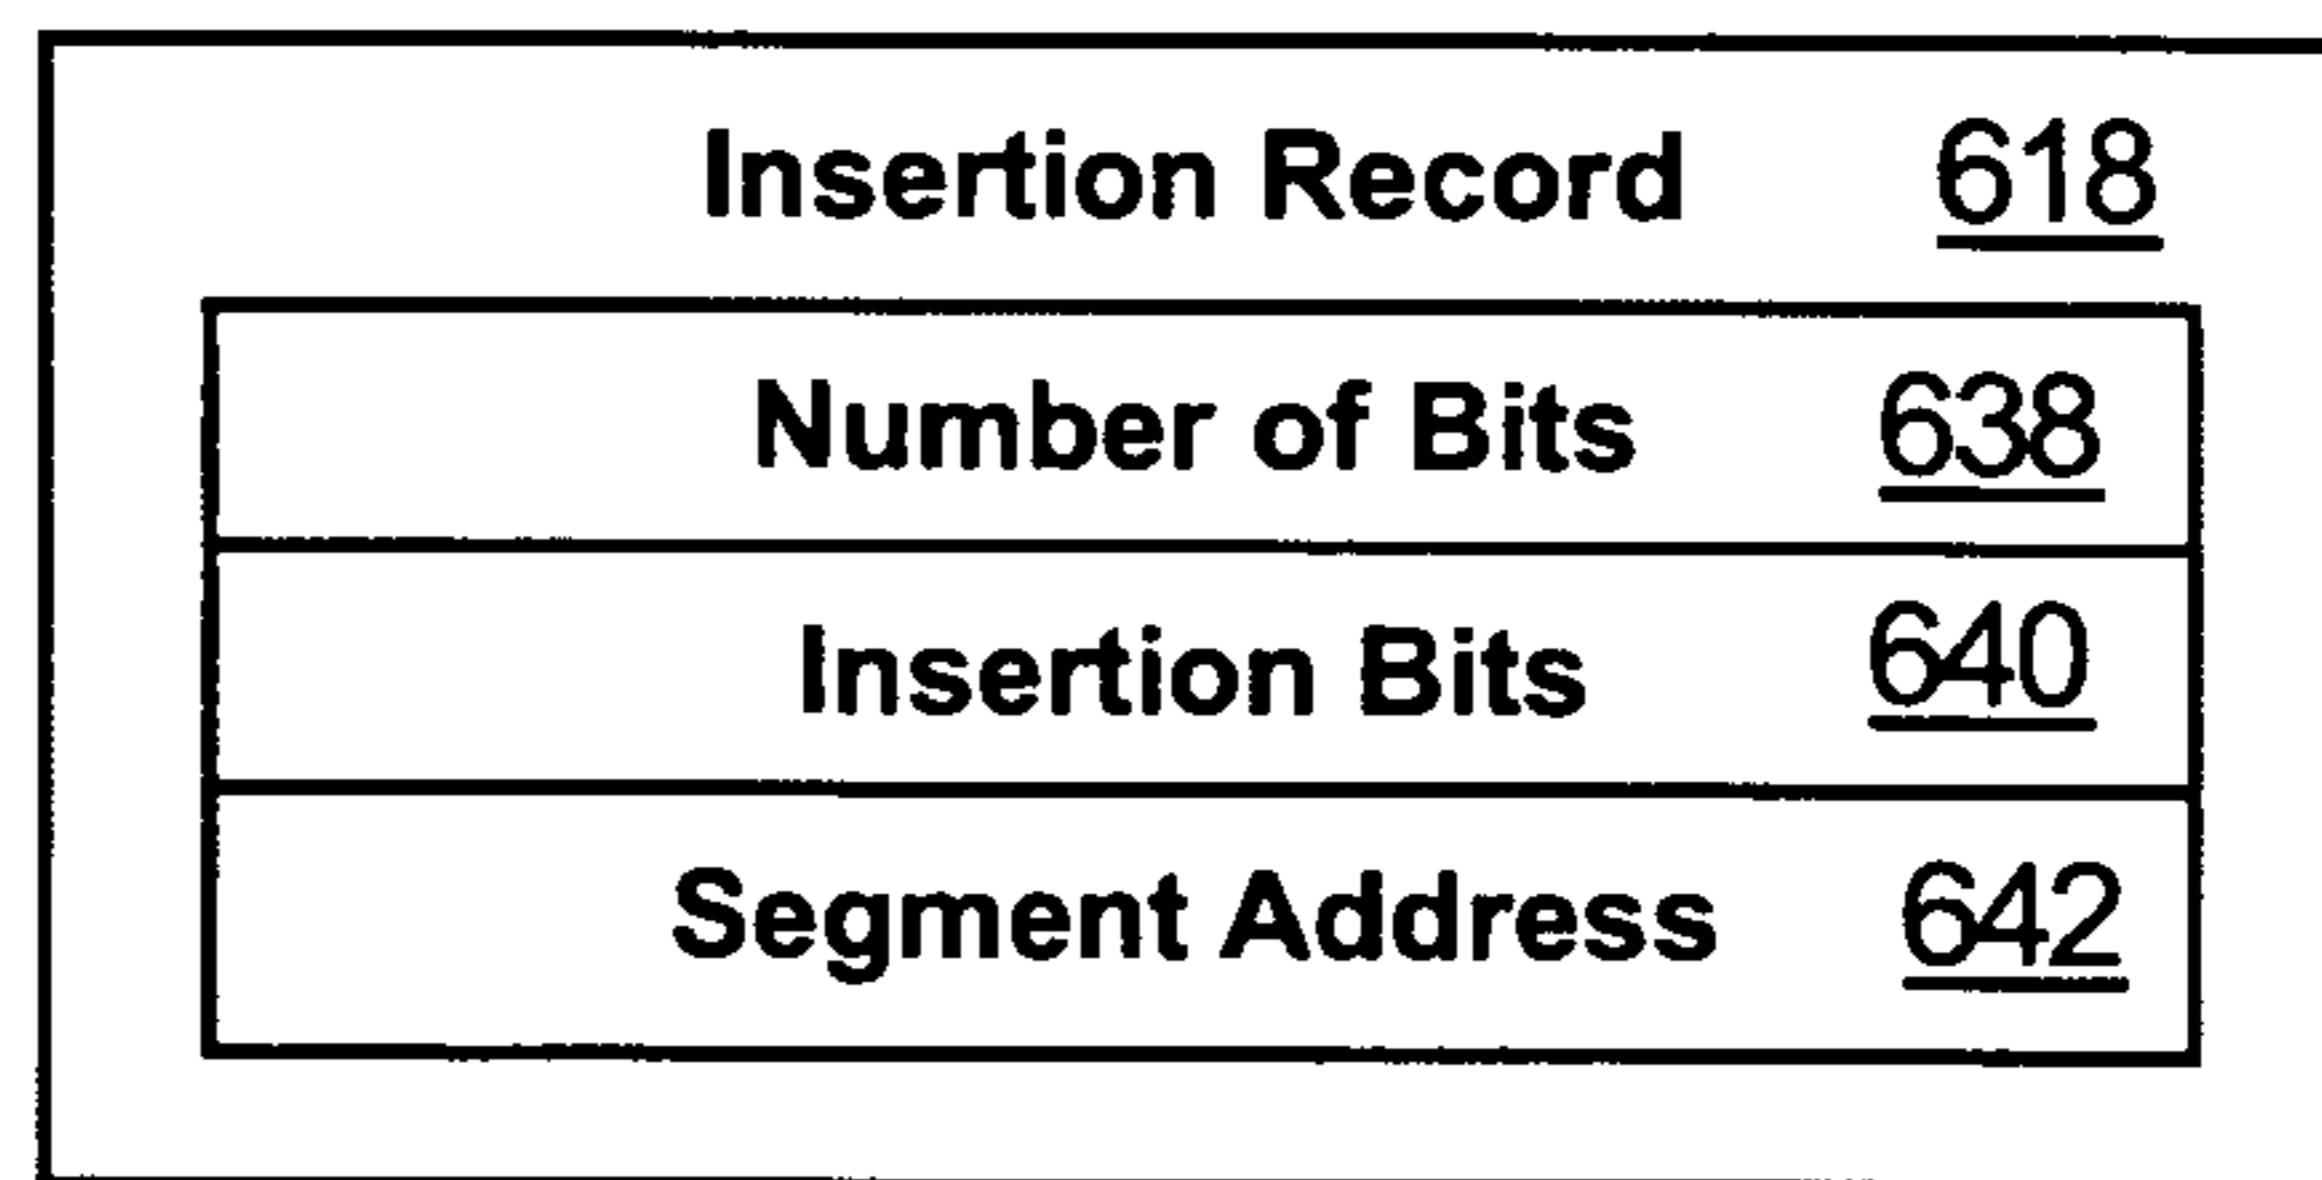 Insertion Record 618
Number of Bits 638
Insertion Bits 640
Segment Address 642